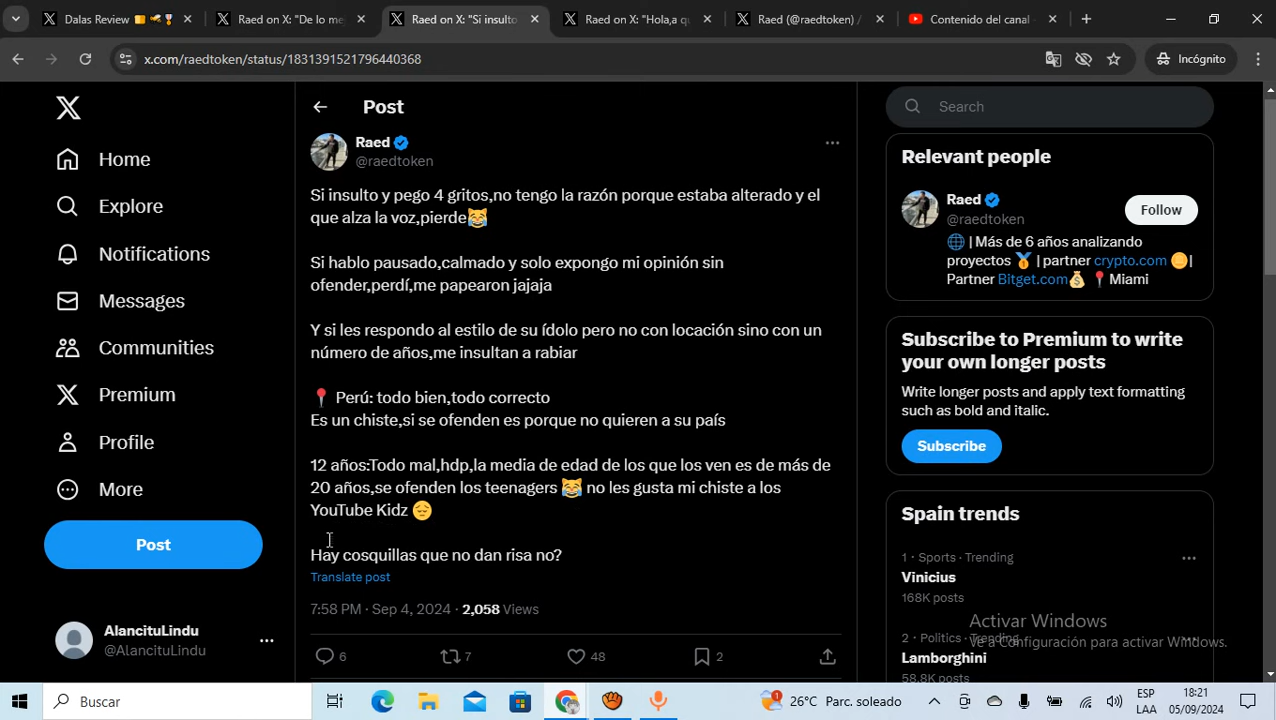 Dalas Review
Raed on X: "De lo me
Raed on X: "Si insulto
Raed on X: "Hola,a q
Raed (@raedtoken) /
Contenido del canal -
x.com/raedtoken/status/1831391521796440368
Incógnito
Home
Explore
Notifications
Messages
Communities
Premium
Profile
More
Post
AlancituLindu
@AlancituLindu
Post
Raed
@raedtoken
Si insulto y pego 4 gritos,no tengo la razón porque estaba alterado y el
que alza la voz,pierde😹
Si hablo pausado,calmado y solo expongo mi opinión sin
ofender,perdí,me papearon jajaja
Y si les respondo al estilo de su ídolo pero no con locación sino con un
número de años,me insultan a rabiar
📍 Perú: todo bien,todo correcto
Es un chiste,si se ofenden es porque no quieren a su país
12 años:Todo mal,hdp,la media de edad de los que los ven es de más de
20 años,se ofenden los teenagers 😹 no les gusta mi chiste a los
YouTube Kidz 😔
Hay cosquillas que no dan risa no?
Translate post
7:58 PM · Sep 4, 2024 · 2,058 Views
6
7
48
2
Search
Relevant people
Raed
@raedtoken
Follow
🌐 | Más de 6 años analizando
proyectos 🥇 | partner crypto.com 🪙|
Partner Bitget.com💰 📍Miami
Subscribe to Premium to write
your own longer posts
Write longer posts and apply text formatting
such as bold and italic.
Subscribe
Spain trends
1 · Sports · Trending
Vinicius
168K posts
2 · Politics · Trending
Lamborghini
58.8K posts
Activar Windows
Ve a Configuración para activar Windows.
Buscar
1
26°C Parc. soleado
ESP
LAA
18:21
05/09/2024